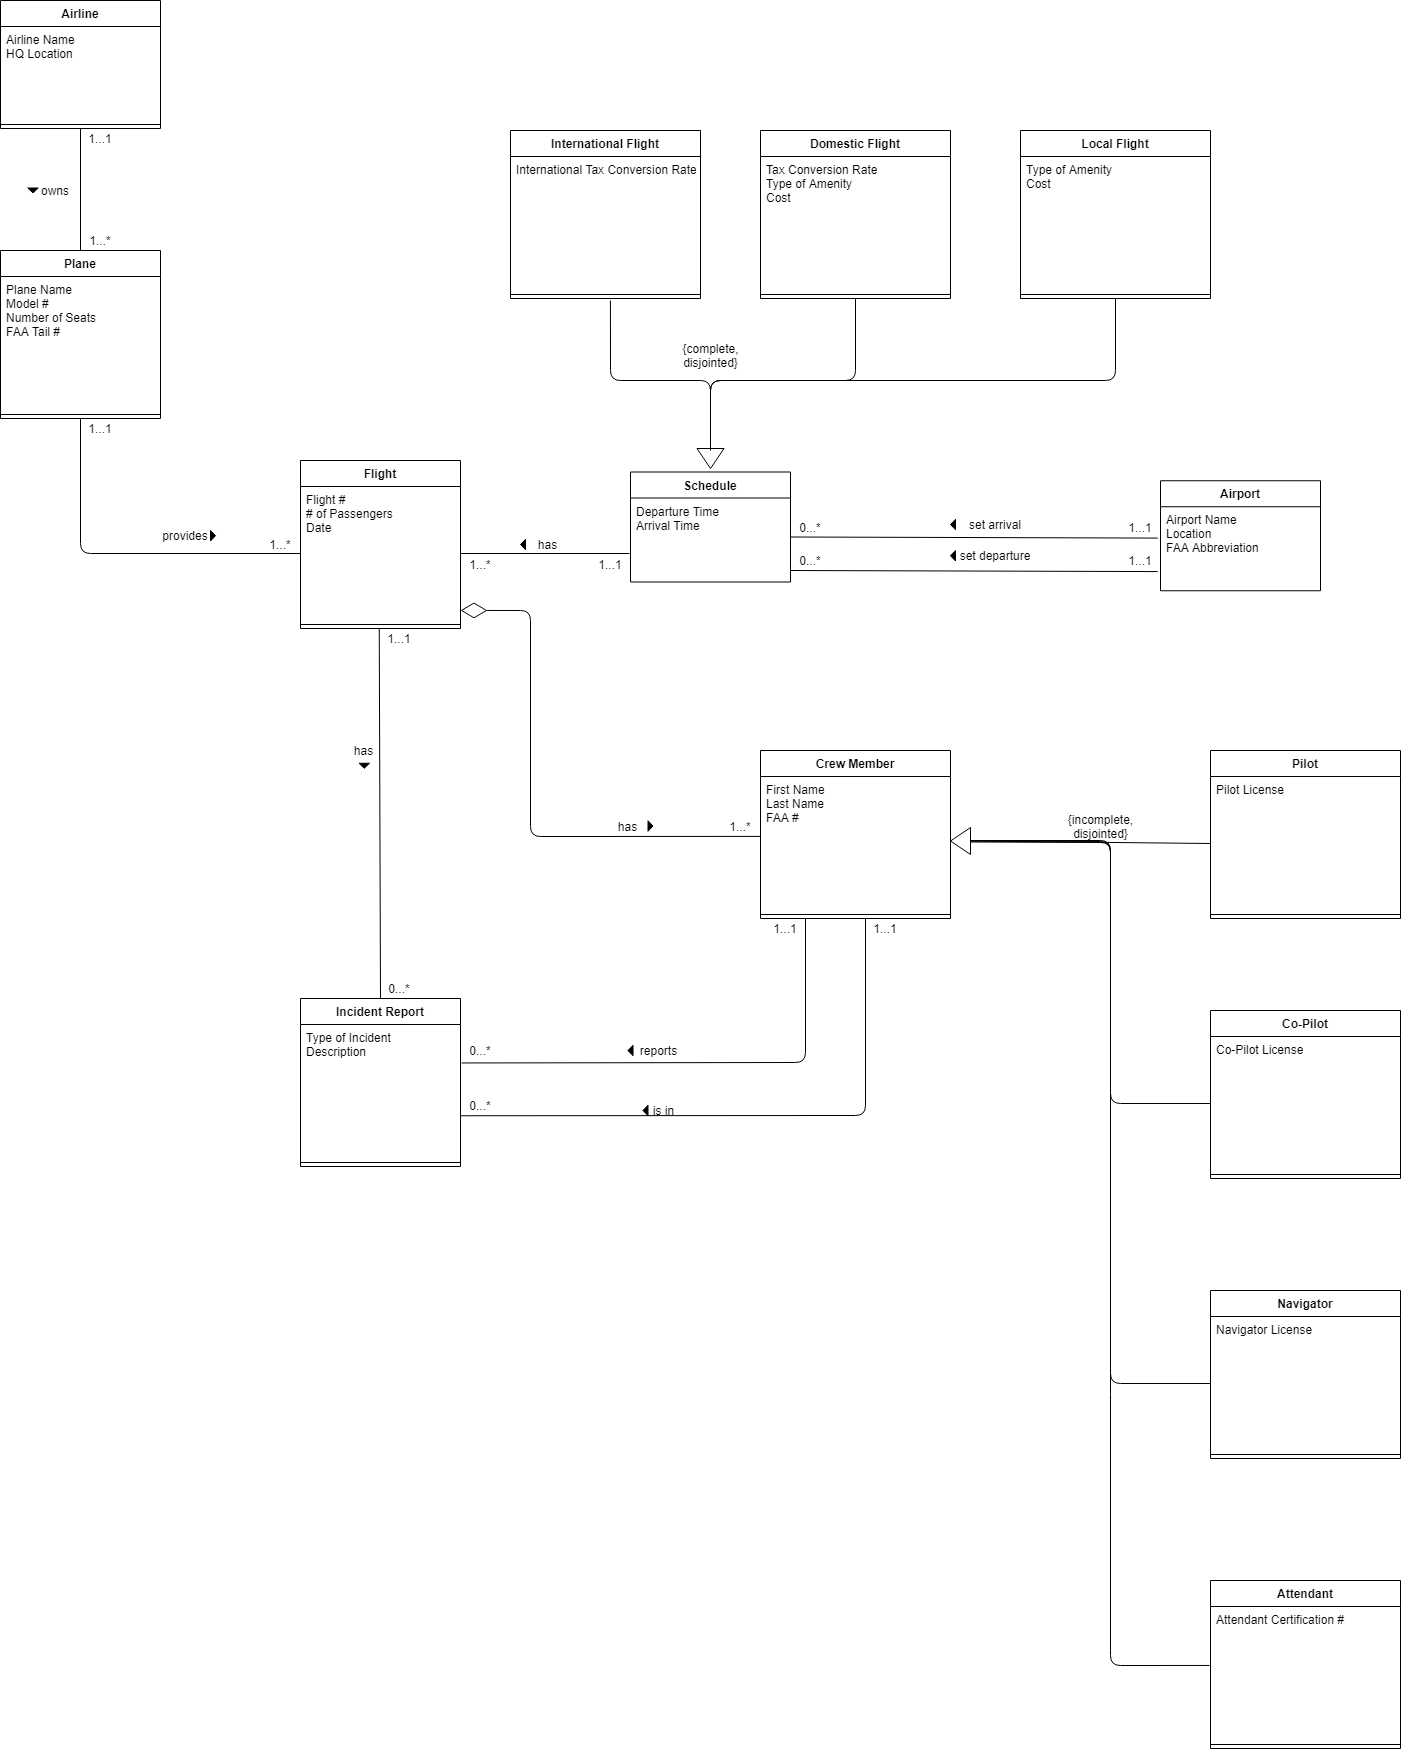 Airline
Airline Name
HQ Location
1...1
owns
1...*
Plane
Plane Name
Model #
Number of Seats
FAA Tail #
1...1
provides
1...*
International Flight
International Tax Conversion Rate
Domestic Flight
Tax Conversion Rate
Type of Amenity
Cost
Local Flight
Type of Amenity
Cost
{complete,
disjointed}
Flight
Flight #
# of Passengers
Date
has
1...*
1...1
Schedule
Departure Time
Arrival Time
0...*
set arrival
1...1
0...*
set departure
1...1
Airport
Airport Name
Location
FAA Abbreviation
1...1
has
0...*
has
1...*
Crew Member
First Name
Last Name
FAA #
{incomplete,
disjointed}
Pilot
Pilot License
1...1
1...1
Incident Report
Type of Incident
Description
0...*
reports
0...*
is in
Co-Pilot
Co-Pilot License
Navigator
Navigator License
Attendant
Attendant Certification #